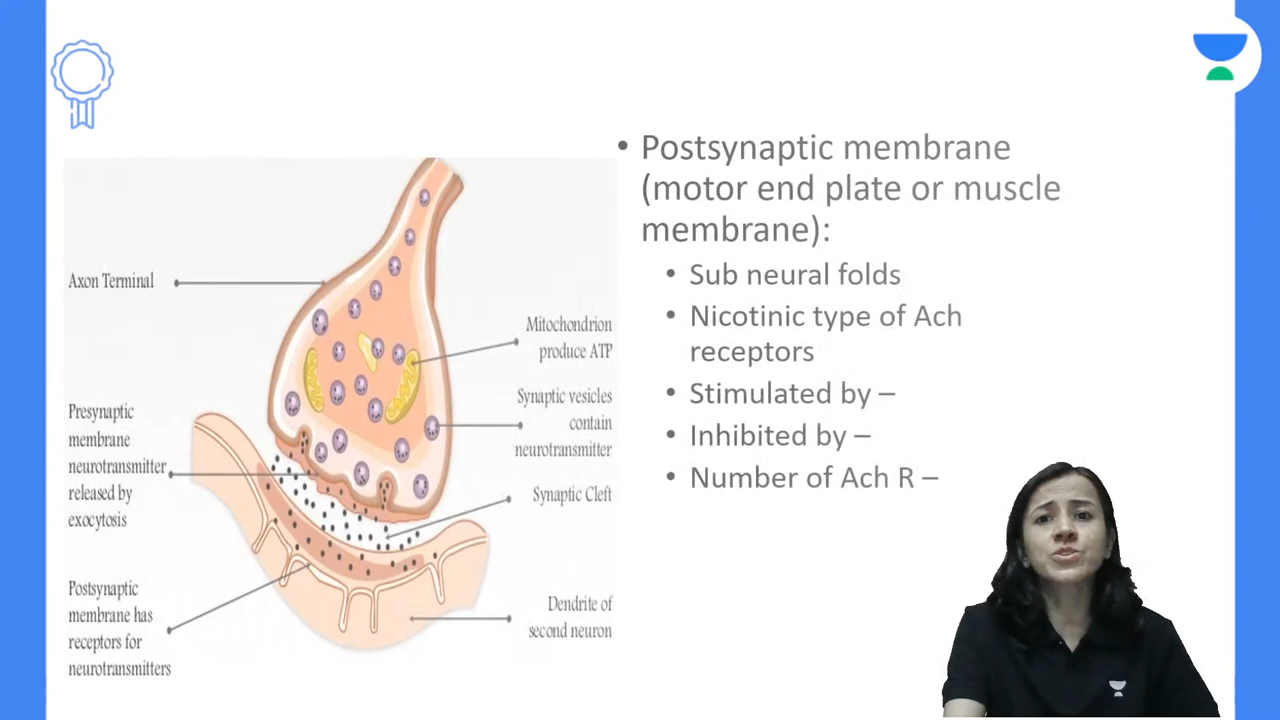 • Postsynaptic membrane
(motor end plate or muscle
membrane):
• Sub neural folds
• Nicotinic type of Ach
receptors
• Stimulated by –
• Inhibited by –
• Number of Ach R –
Axon Terminal
Presynaptic
membrane
neurotransmitter
released by
exocytosis
Postsynaptic
membrane has
receptors for
neurotransmitters
Mitochondrion
produce ATP
Synaptic vesicles
contain
neurotransmitter
Synaptic Cleft
Dendrite of
second neuron